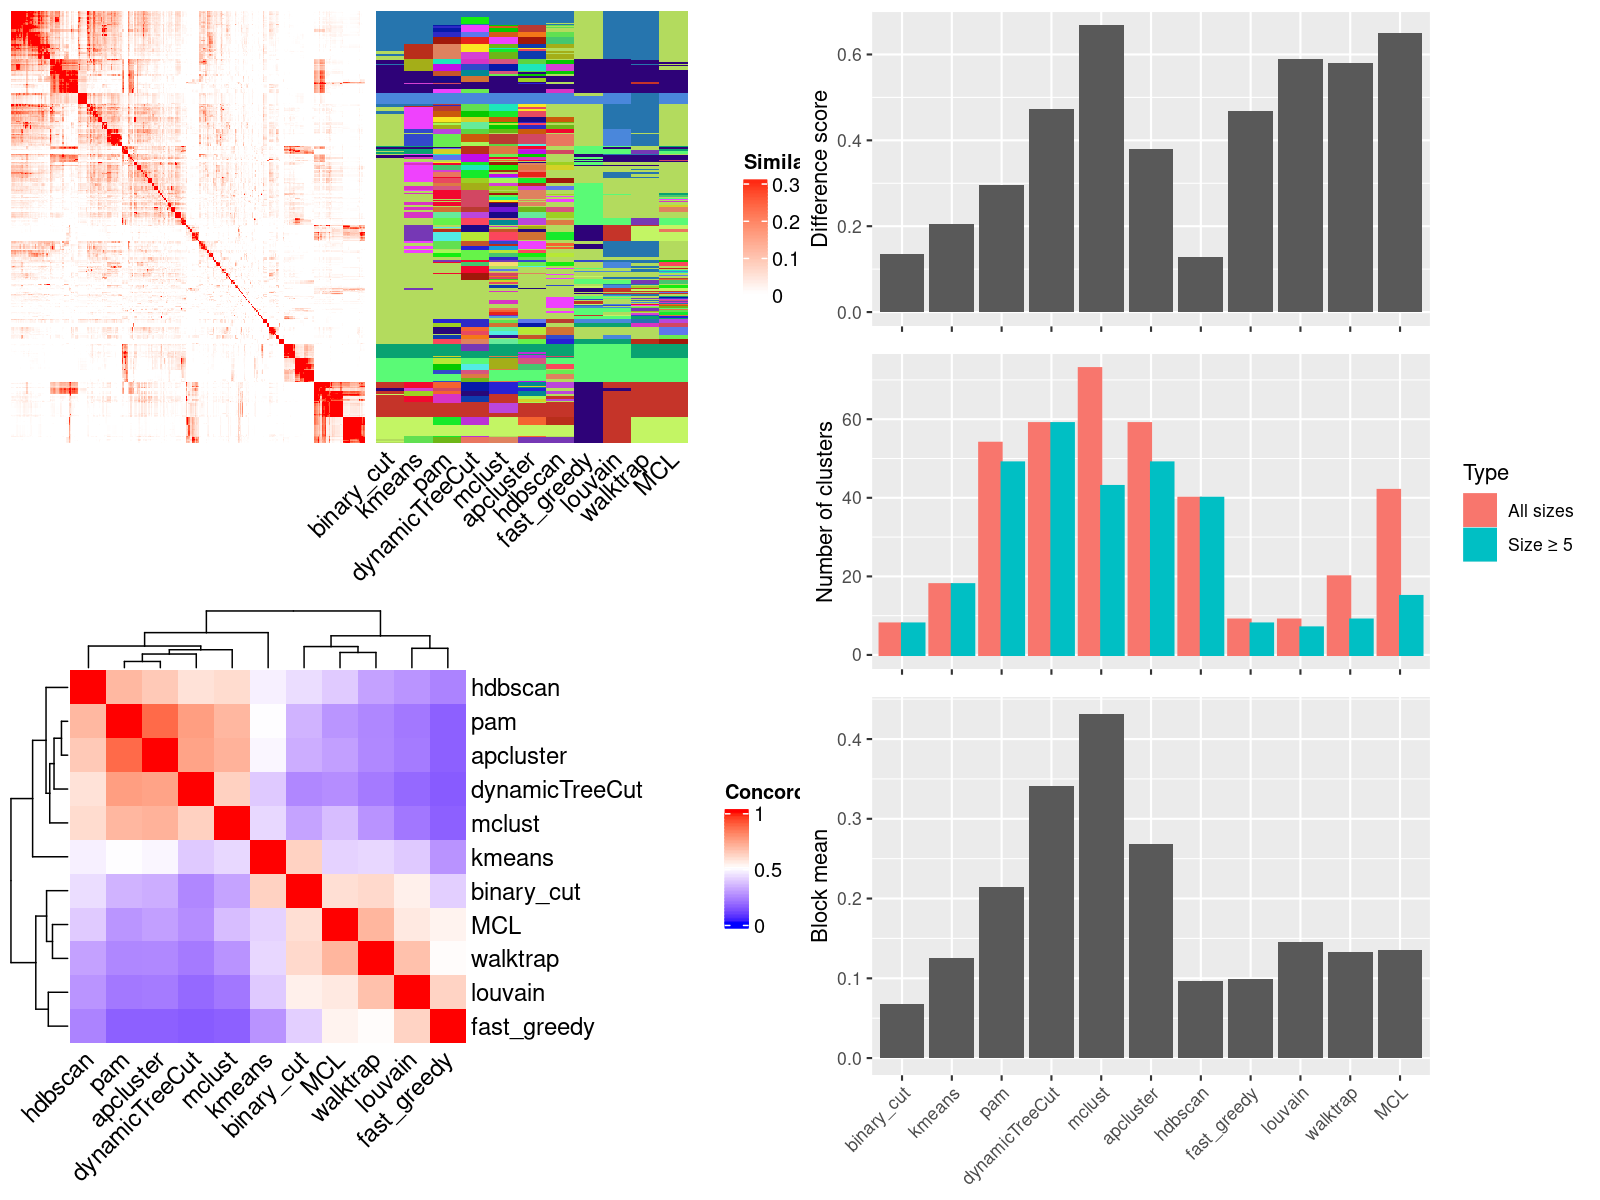 Simila
0.3
0.2
0.1
0
binary_cut
kmeans
pam
dynamicTreeCut
mclust
apcluster
hdbscan
fast_greedy
louvain
walktrap
MCL
hdbscan
pam
apcluster
dynamicTreeCut
mclust
kmeans
binary_cut
MCL
walktrap
louvain
fast_greedy
hdbscan
pam
apcluster
dynamicTreeCut
mclust
kmeans
binary_cut
MCL
walktrap
louvain
fast_greedy
Concord
1
0.5
0
Difference score
0.6
0.4
0.2
0.0
Number of clusters
60
40
20
0
Type
All sizes
Size ≥ 5
Block mean
0.4
0.3
0.2
0.1
0.0
binary_cut
kmeans
pam
dynamicTreeCut
mclust
apcluster
hdbscan
fast_greedy
louvain
walktrap
MCL